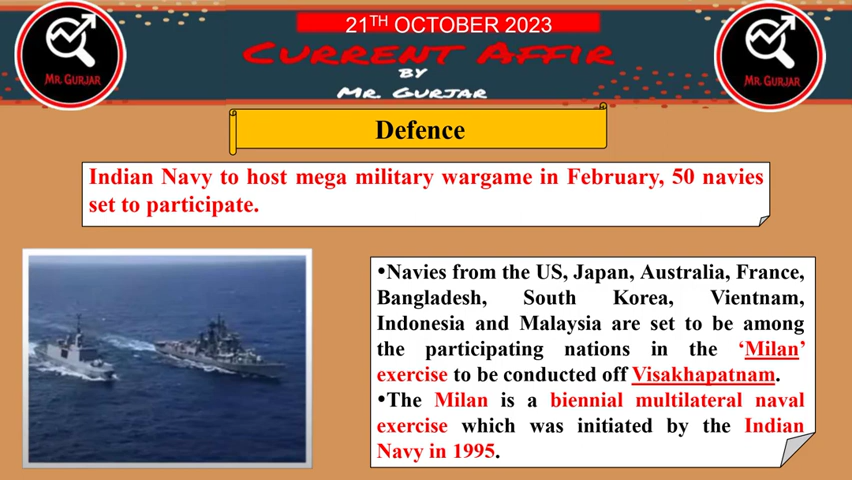 21TH OCTOBER 2023
CURRENT AFFIR
BY
MR. GURJAR
MR. GURJAR
MR. GURJAR
Defence
Indian Navy to host mega military wargame in February, 50 navies
set to participate.
•Navies from the US, Japan, Australia, France,
Bangladesh, South Korea, Vientnam,
Indonesia and Malaysia are set to be among
the participating nations in the ‘Milan’
exercise to be conducted off Visakhapatnam.
•The Milan is a biennial multilateral naval
exercise which was initiated by the Indian
Navy in 1995.